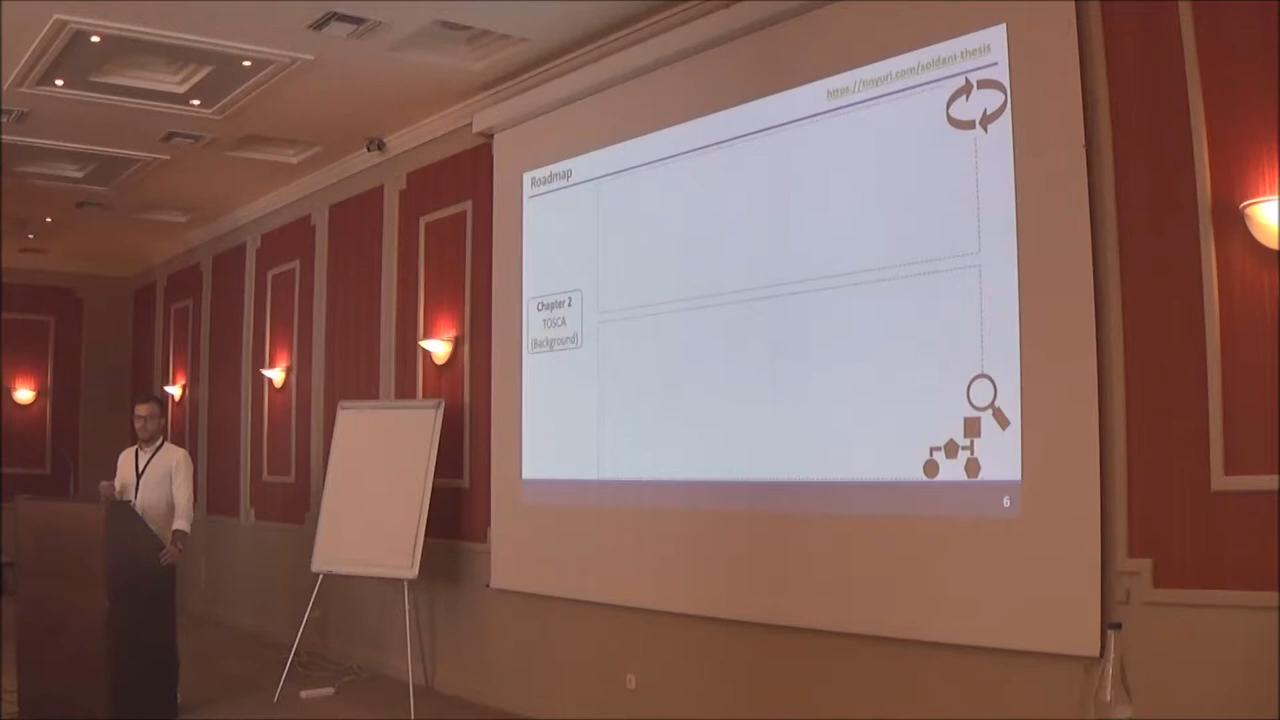 https://tinyurl.com/soldani-thesis
Roadmap
Chapter 2
TOSCA
(Background)
6